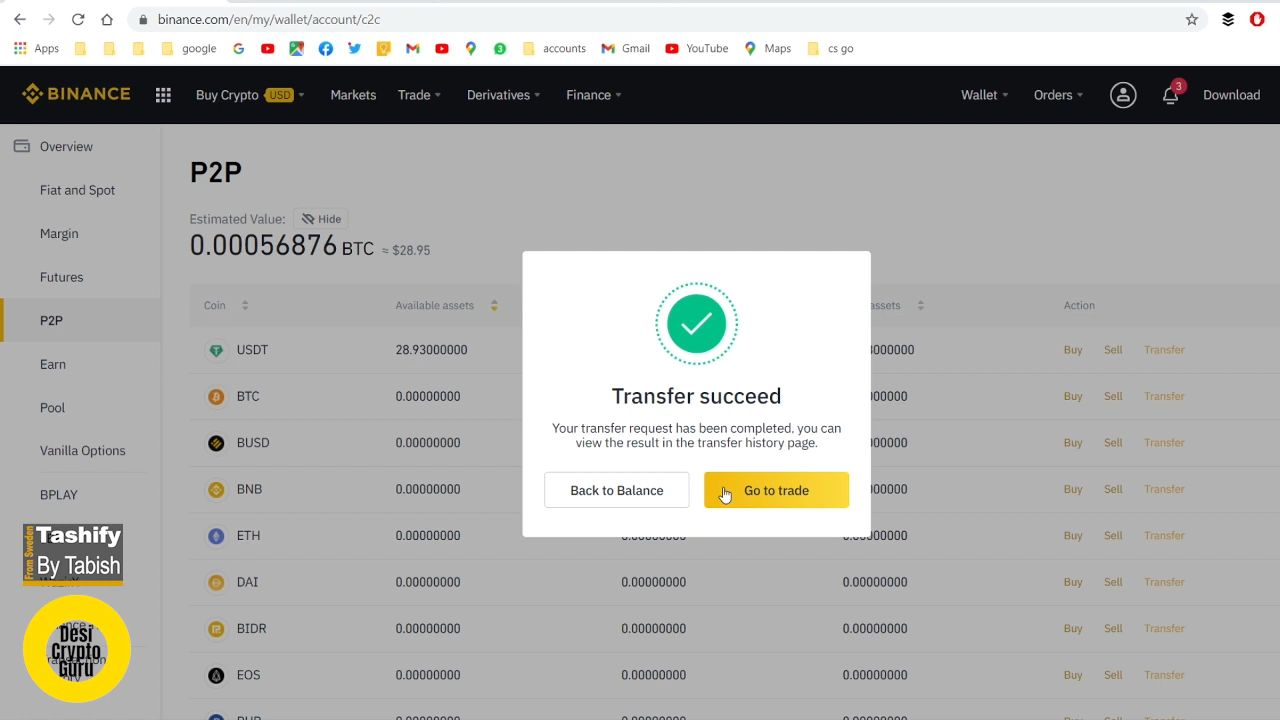 binance.com/en/my/wallet/account/c2c
Apps google accounts Gmail YouTube Maps cs go
BINANCE Buy Crypto USD Markets Trade Derivatives Finance Wallet Orders 3 Download
Overview
Fiat and Spot
Margin
Futures
P2P
Earn
Pool
Vanilla Options
BPLAY
From Sweden
Tashify
By Tabish
Desi
Crypto
Guru
P2P
Estimated Value: Hide
0.00056876 BTC ≈ $28.95
Coin Available assets assets Action
USDT 28.93000000 Buy Sell Transfer
BTC 0.00000000 Buy Sell Transfer
BUSD 0.00000000 Buy Sell Transfer
BNB 0.00000000 Buy Sell Transfer
ETH 0.00000000 Buy Sell Transfer
DAI 0.00000000 0.00000000 0.00000000 Buy Sell Transfer
BIDR 0.00000000 0.00000000 0.00000000 Buy Sell Transfer
EOS 0.00000000 0.00000000 0.00000000 Buy Sell Transfer
Transfer succeed
Your transfer request has been completed, you can
view the result in the transfer history page.
Back to Balance Go to trade